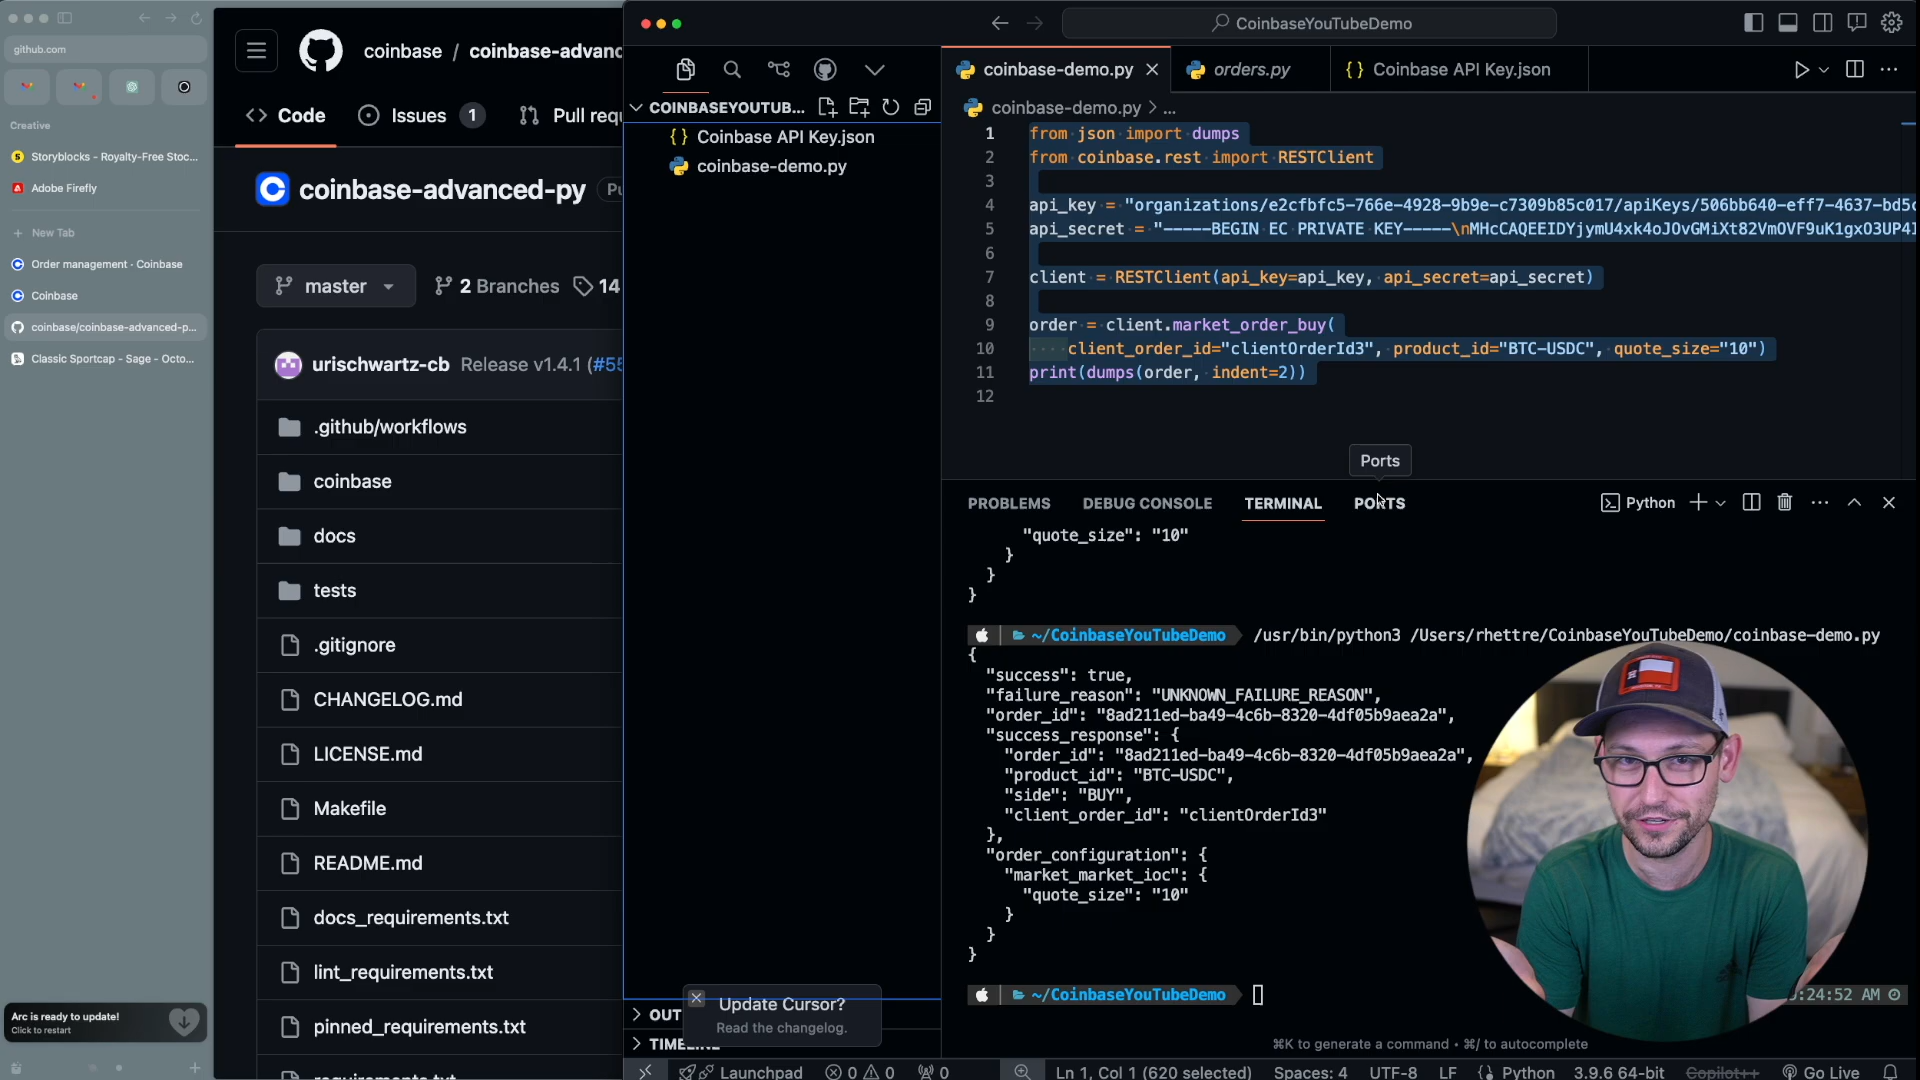 github.com
Creative
Storyblocks - Royalty-Free Stoc...
Adobe Firefly
New Tab
Order management · Coinbase
Coinbase
coinbase/coinbase-advanced-p...
Classic Sportcap - Sage - Octo...
Arc is ready to update!
Click to restart
coinbase / coinbase-advanc
Code
Issues 1
Pull requ
coinbase-advanced-py
master
2 Branches
14
urischwartz-cb Release v1.4.1 (#55
.github/workflows
coinbase
docs
tests
.gitignore
CHANGELOG.md
LICENSE.md
Makefile
README.md
docs_requirements.txt
lint_requirements.txt
pinned_requirements.txt
CoinbaseYouTubeDemo
COINBASEYOUTUB...
{} Coinbase API Key.json
coinbase-demo.py
coinbase-demo.py
orders.py
{} Coinbase API Key.json
coinbase-demo.py > ...
1 from json import dumps
2 from coinbase.rest import RESTClient
3
4 api_key = "organizations/e2cfbfc5-766e-4928-9b9e-c7309b85c017/apiKeys/506bb640-eff7-4637-bd5c
5 api_secret = "-----BEGIN EC PRIVATE KEY-----\nMHcCAQEEIDYjymU4xk4oJOvGMiXt82VmOVF9uK1gxO3UP4
6
7 client = RESTClient(api_key=api_key, api_secret=api_secret)
8
9 order = client.market_order_buy(
10 client_order_id="clientOrderId3", product_id="BTC-USDC", quote_size="10")
11 print(dumps(order, indent=2))
12
Ports
PROBLEMS
DEBUG CONSOLE
TERMINAL
PORTS
Python
"quote_size": "10"
}
}
}
~/CoinbaseYouTubeDemo /usr/bin/python3 /Users/rhettre/CoinbaseYouTubeDemo/coinbase-demo.py
{
"success": true,
"failure_reason": "UNKNOWN_FAILURE_REASON",
"order_id": "8ad211ed-ba49-4c6b-8320-4df05b9aea2a",
"success_response": {
"order_id": "8ad211ed-ba49-4c6b-8320-4df05b9aea2a",
"product_id": "BTC-USDC",
"side": "BUY",
"client_order_id": "clientOrderId3"
},
"order_configuration": {
"market_market_ioc": {
"quote_size": "10"
}
}
}
~/CoinbaseYouTubeDemo
:24:52 AM
⌘K to generate a command • ⌘/ to autocomplete
OUT
Update Cursor?
Read the changelog.
Launchpad
0
0
0
Ln 1, Col 1 (620 selected)
Spaces: 4
UTF-8
LF
{} Python
3.9.6 64-bit
Copilot++
Go Live